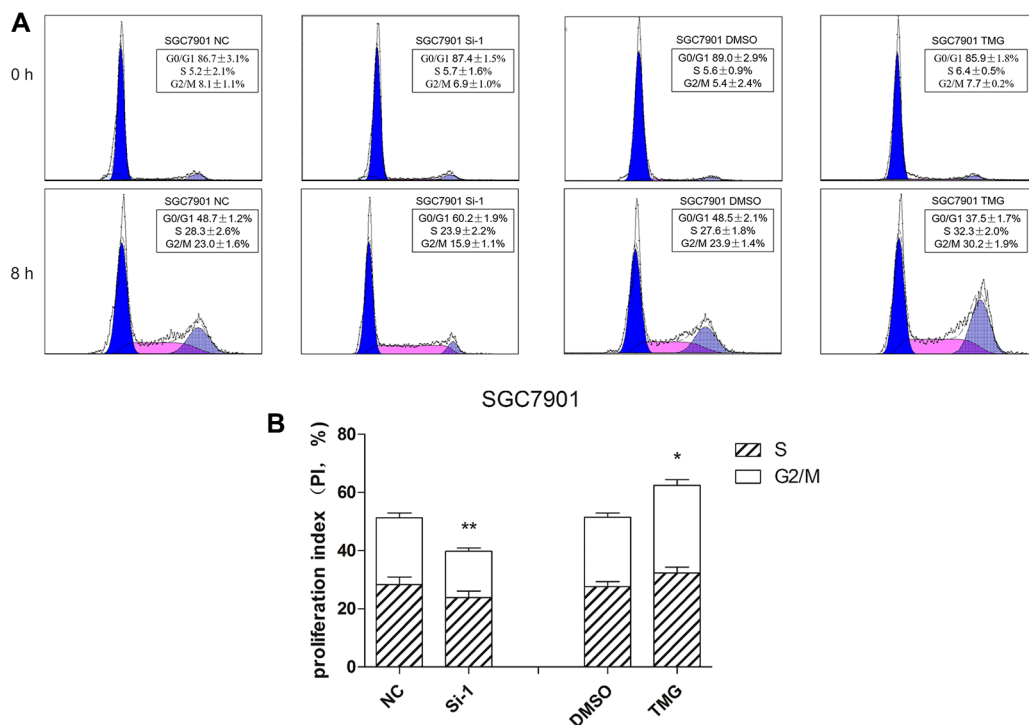 A
0 h
SGC7901 NC
G0/G1 86.7±3.1%
S 5.2±2.1%
G2/M 8.1±1.1%
SGC7901 Si-1
G0/G1 87.4±1.5%
S 5.7±1.6%
G2/M 6.9±1.0%
SGC7901 DMSO
G0/G1 89.0±2.9%
S 5.6±0.9%
G2/M 5.4±2.4%
SGC7901 TMG
G0/G1 85.9±1.8%
S 6.4±0.5%
G2/M 7.7±0.2%
8 h
SGC7901 NC
G0/G1 48.7±1.2%
S 28.3±2.6%
G2/M 23.0±1.6%
SGC7901 Si-1
G0/G1 60.2±1.9%
S 23.9±2.2%
G2/M 15.9±1.1%
SGC7901 DMSO
G0/G1 48.5±2.1%
S 27.6±1.8%
G2/M 23.9±1.4%
SGC7901 TMG
G0/G1 37.5±1.7%
S 32.3±2.0%
G2/M 30.2±1.9%
SGC7901
B
proliferation index（PI， %）
80
60
40
20
0
**
*
S
G2/M
NC
Si-1
DMSO
TMG